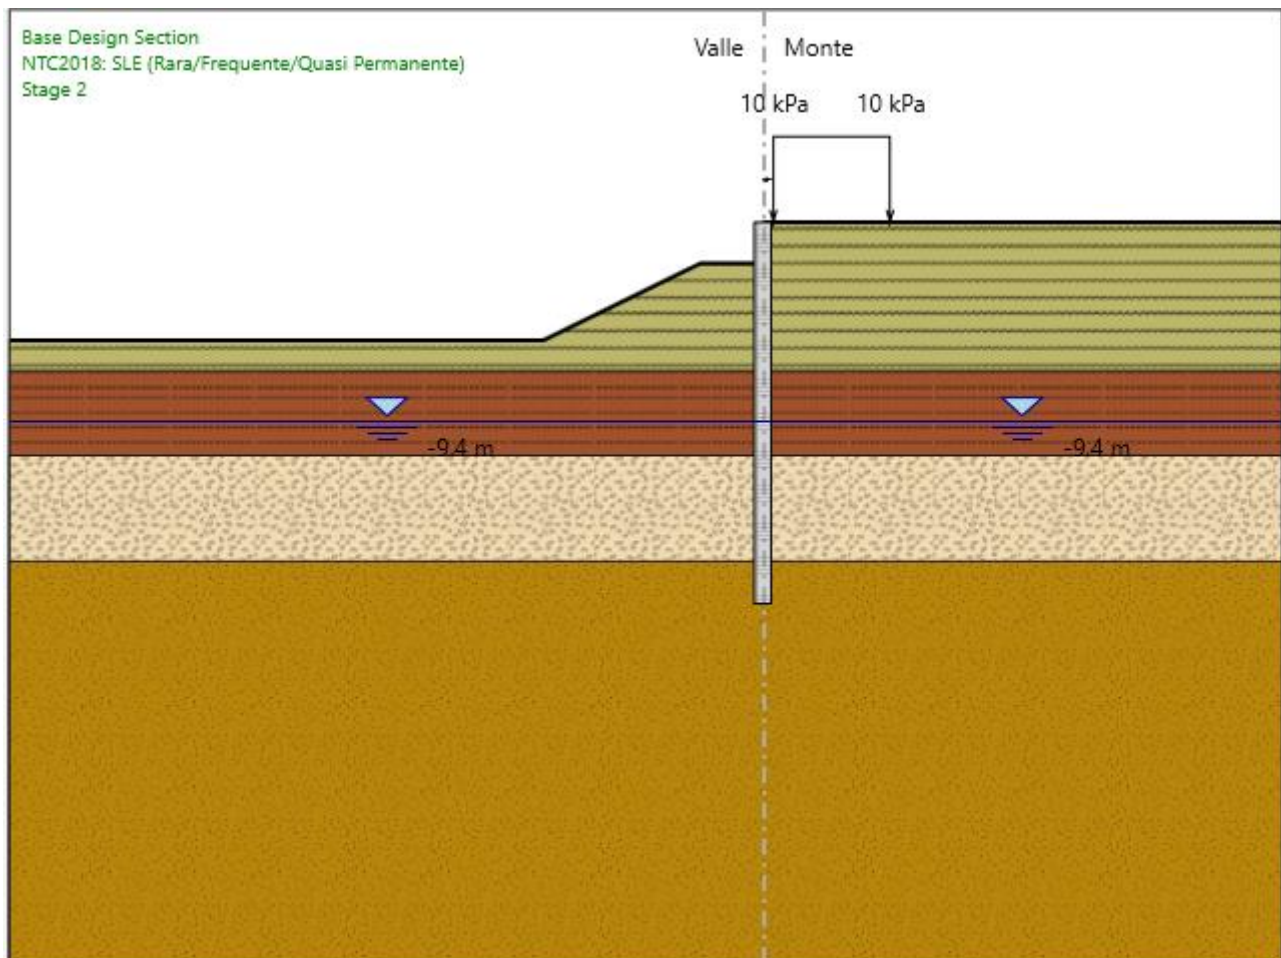 Base Design Section
NTC2018: SLE (Rara/Frequente/Quasi Permanente)
Stage 2
Valle Monte
10 kPa 10 kPa
-9,4 m -9,4 m